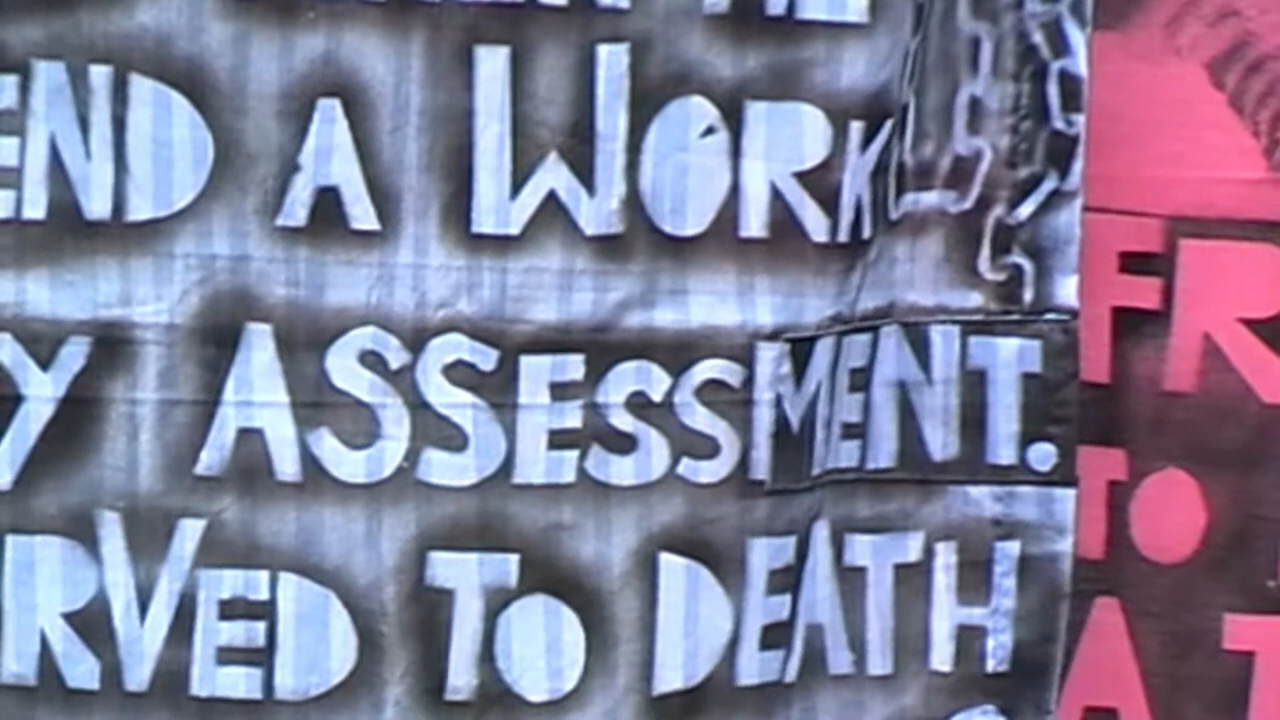 END A WORK
Y ASSESSMENT.
RVED TO DEATH
FR
TO
A T